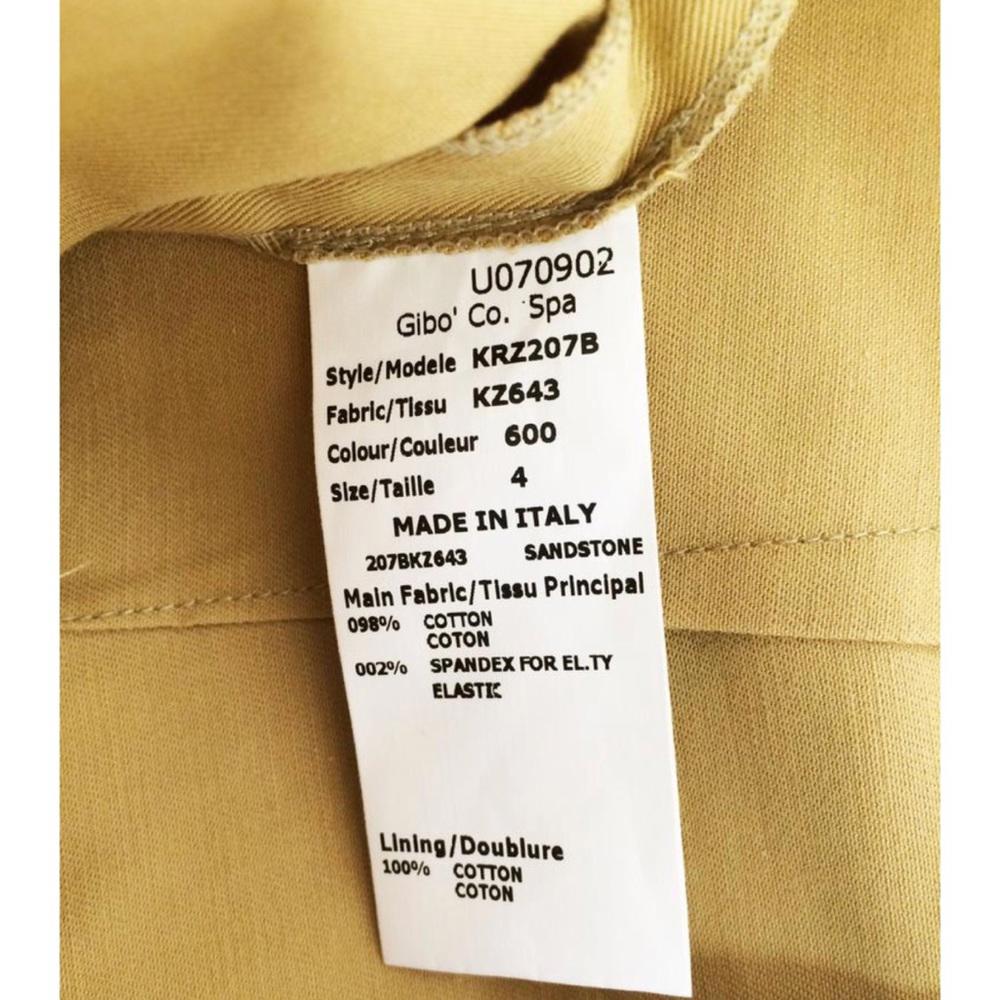 U070902
Gibo' Co. Spa
Style/Modele KRZ207B
Fabric/Tissu KZ643
Colour/Couleur 600
Size/Taille 4
MADE IN ITALY
207BKZ643 SANDSTONE
Main Fabric/Tissu Principal
098% COTTON
COTON
002% SPANDEX FOR EL.TY
ELASTIC
Lining/Doublure
100% COTTON
COTON